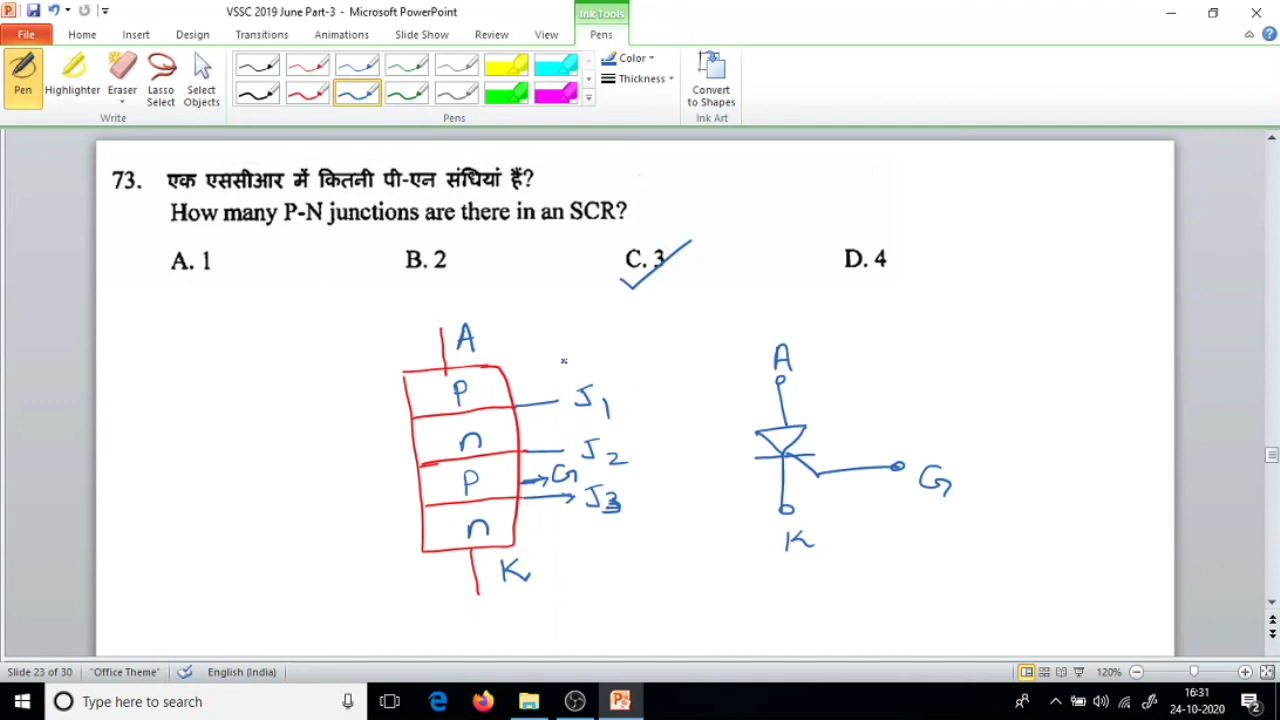 VSSC 2019 June Part-3 - Microsoft PowerPoint
Ink Tools
File Home Insert Design Transitions Animations Slide Show Review View Pens
Pen Highlighter Eraser Lasso Select Select Objects
Color
Thickness
Convert to Shapes
Write Pens Ink Art
73. एक एससीआर में कितनी पी-एन संधियां हैं?
How many P-N junctions are there in an SCR?
A. 1 B. 2 C. 3 D. 4
A
P
J1
n
J2
P
G
J3
n
K
A
G
K
Slide 23 of 30 "Office Theme" English (India) 120%
Type here to search
16:31
24-10-2020
2